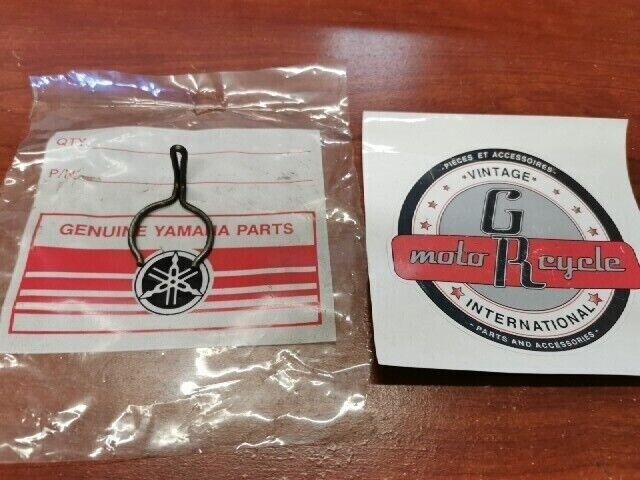 QTY.
P/N.
GENUINE YAMAHA PARTS
-PIÈCES ET ACCESSOIRES-
"VINTAGE"
G
moto R cycle
INTERNATIONAL
-PARTS AND ACCESSORIES-